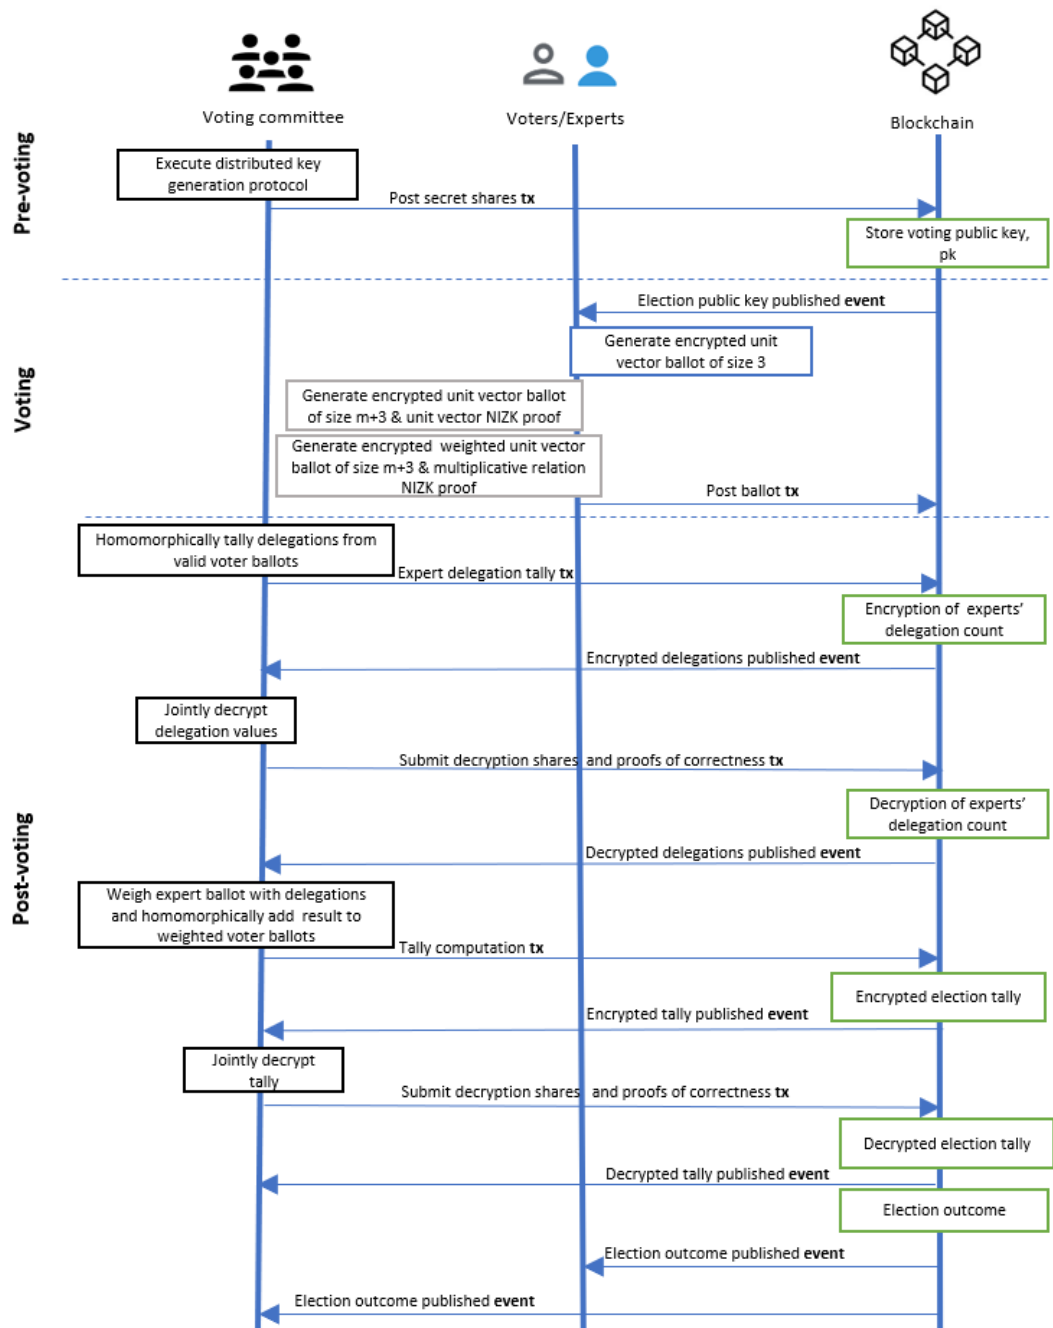 Voting committee
Voters/Experts
Blockchain
Pre-voting
Execute distributed key
generation protocol
Post secret shares tx
Store voting public key,
pk
Voting
Election public key published event
Generate encrypted unit
vector ballot of size 3
Generate encrypted unit vector ballot
of size m+3 & unit vector NIZK proof
Generate encrypted weighted unit vector
ballot of size m+3 & multiplicative relation
NIZK proof
Post ballot tx
Post-voting
Homomorphically tally delegations from
valid voter ballots
Expert delegation tally tx
Encryption of experts’
delegation count
Encrypted delegations published event
Jointly decrypt
delegation values
Submit decryption shares and proofs of correctness tx
Decryption of experts’
delegation count
Decrypted delegations published event
Weigh expert ballot with delegations
and homomorphically add result to
weighted voter ballots
Tally computation tx
Encrypted election tally
Encrypted tally published event
Jointly decrypt
tally
Submit decryption shares and proofs of correctness tx
Decrypted election tally
Decrypted tally published event
Election outcome
Election outcome published event
Election outcome published event